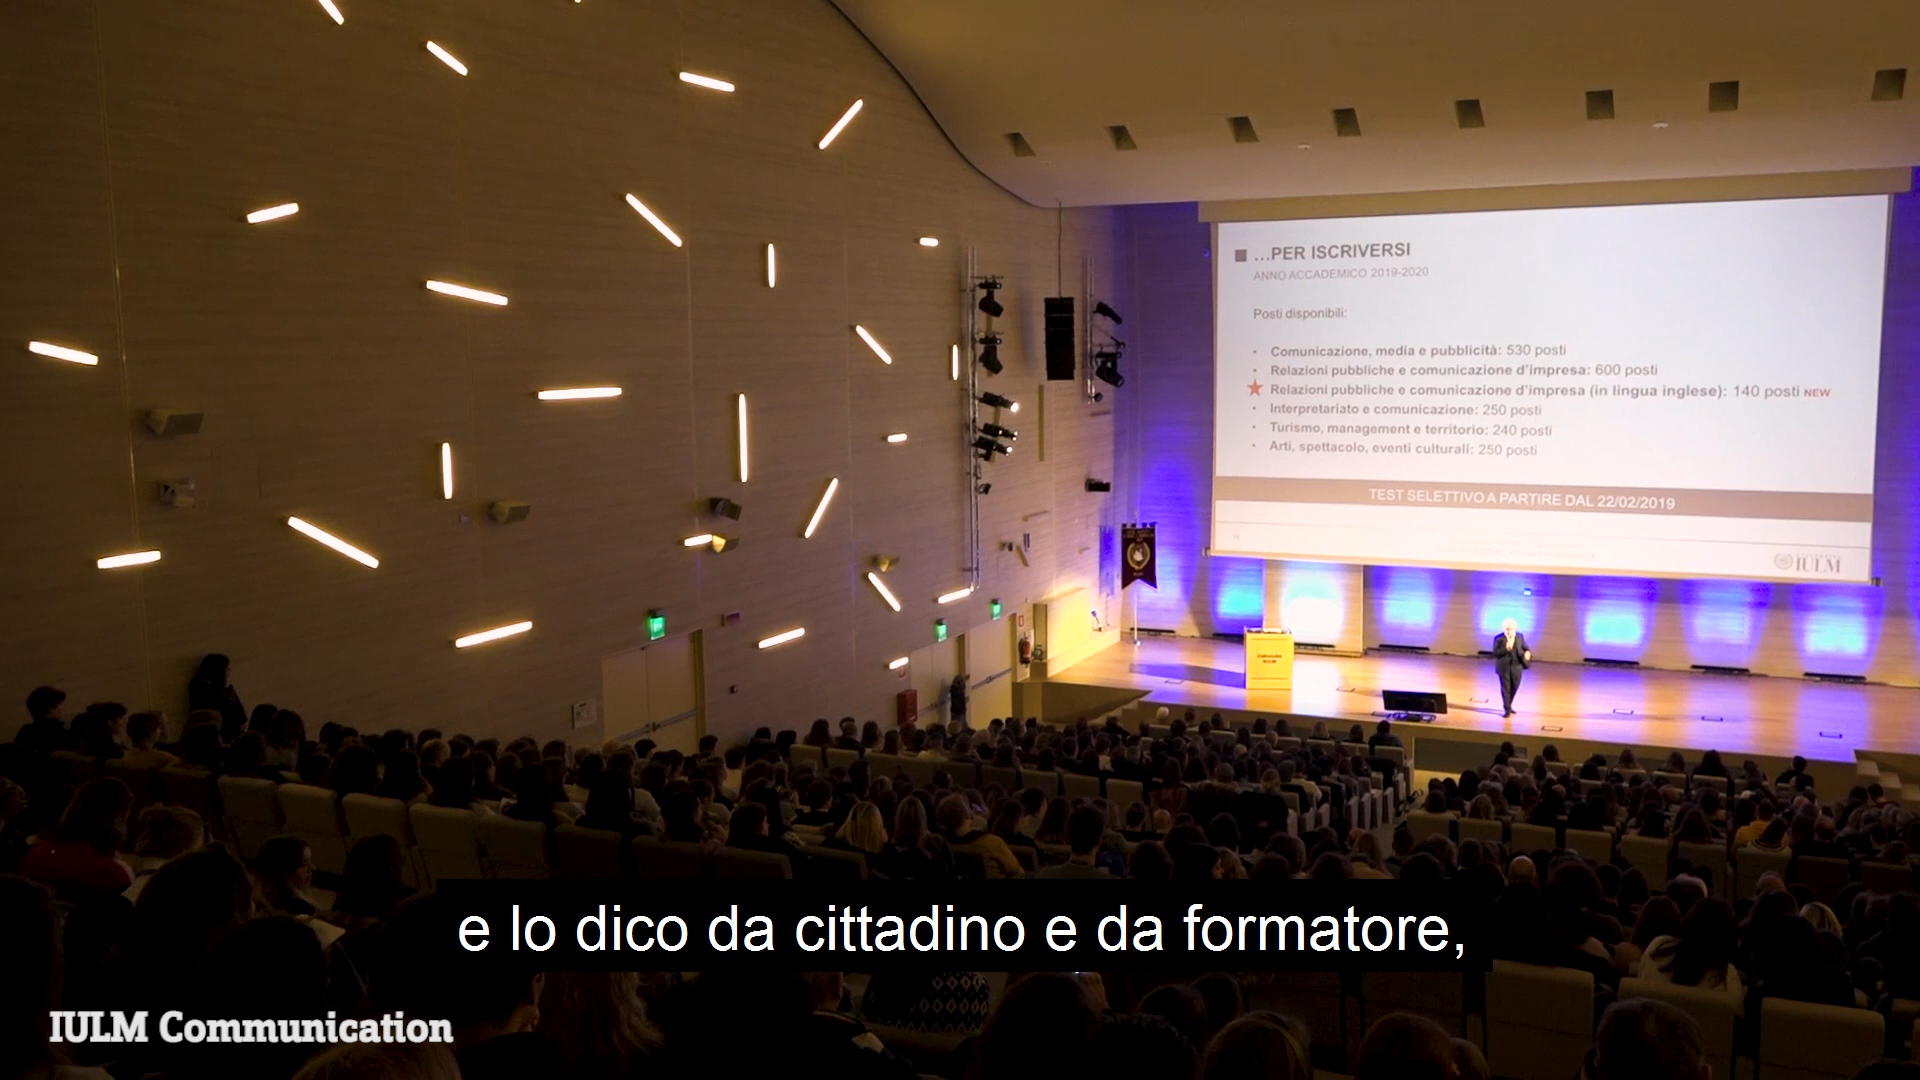 …PER ISCRIVERSI
ANNO ACCADEMICO 2019-2020
Posti disponibili:
• Comunicazione, media e pubblicità: 530 posti
• Relazioni pubbliche e comunicazione d'impresa: 600 posti
Relazioni pubbliche e comunicazione d'impresa (in lingua inglese): 140 posti NEW
• Interpretariato e comunicazione: 250 posti
• Turismo, management e territorio: 240 posti
• Arti, spettacolo, eventi culturali: 250 posti
TEST SELETTIVO A PARTIRE DAL 22/02/2019
IULM
e lo dico da cittadino e da formatore,
IULM Communication